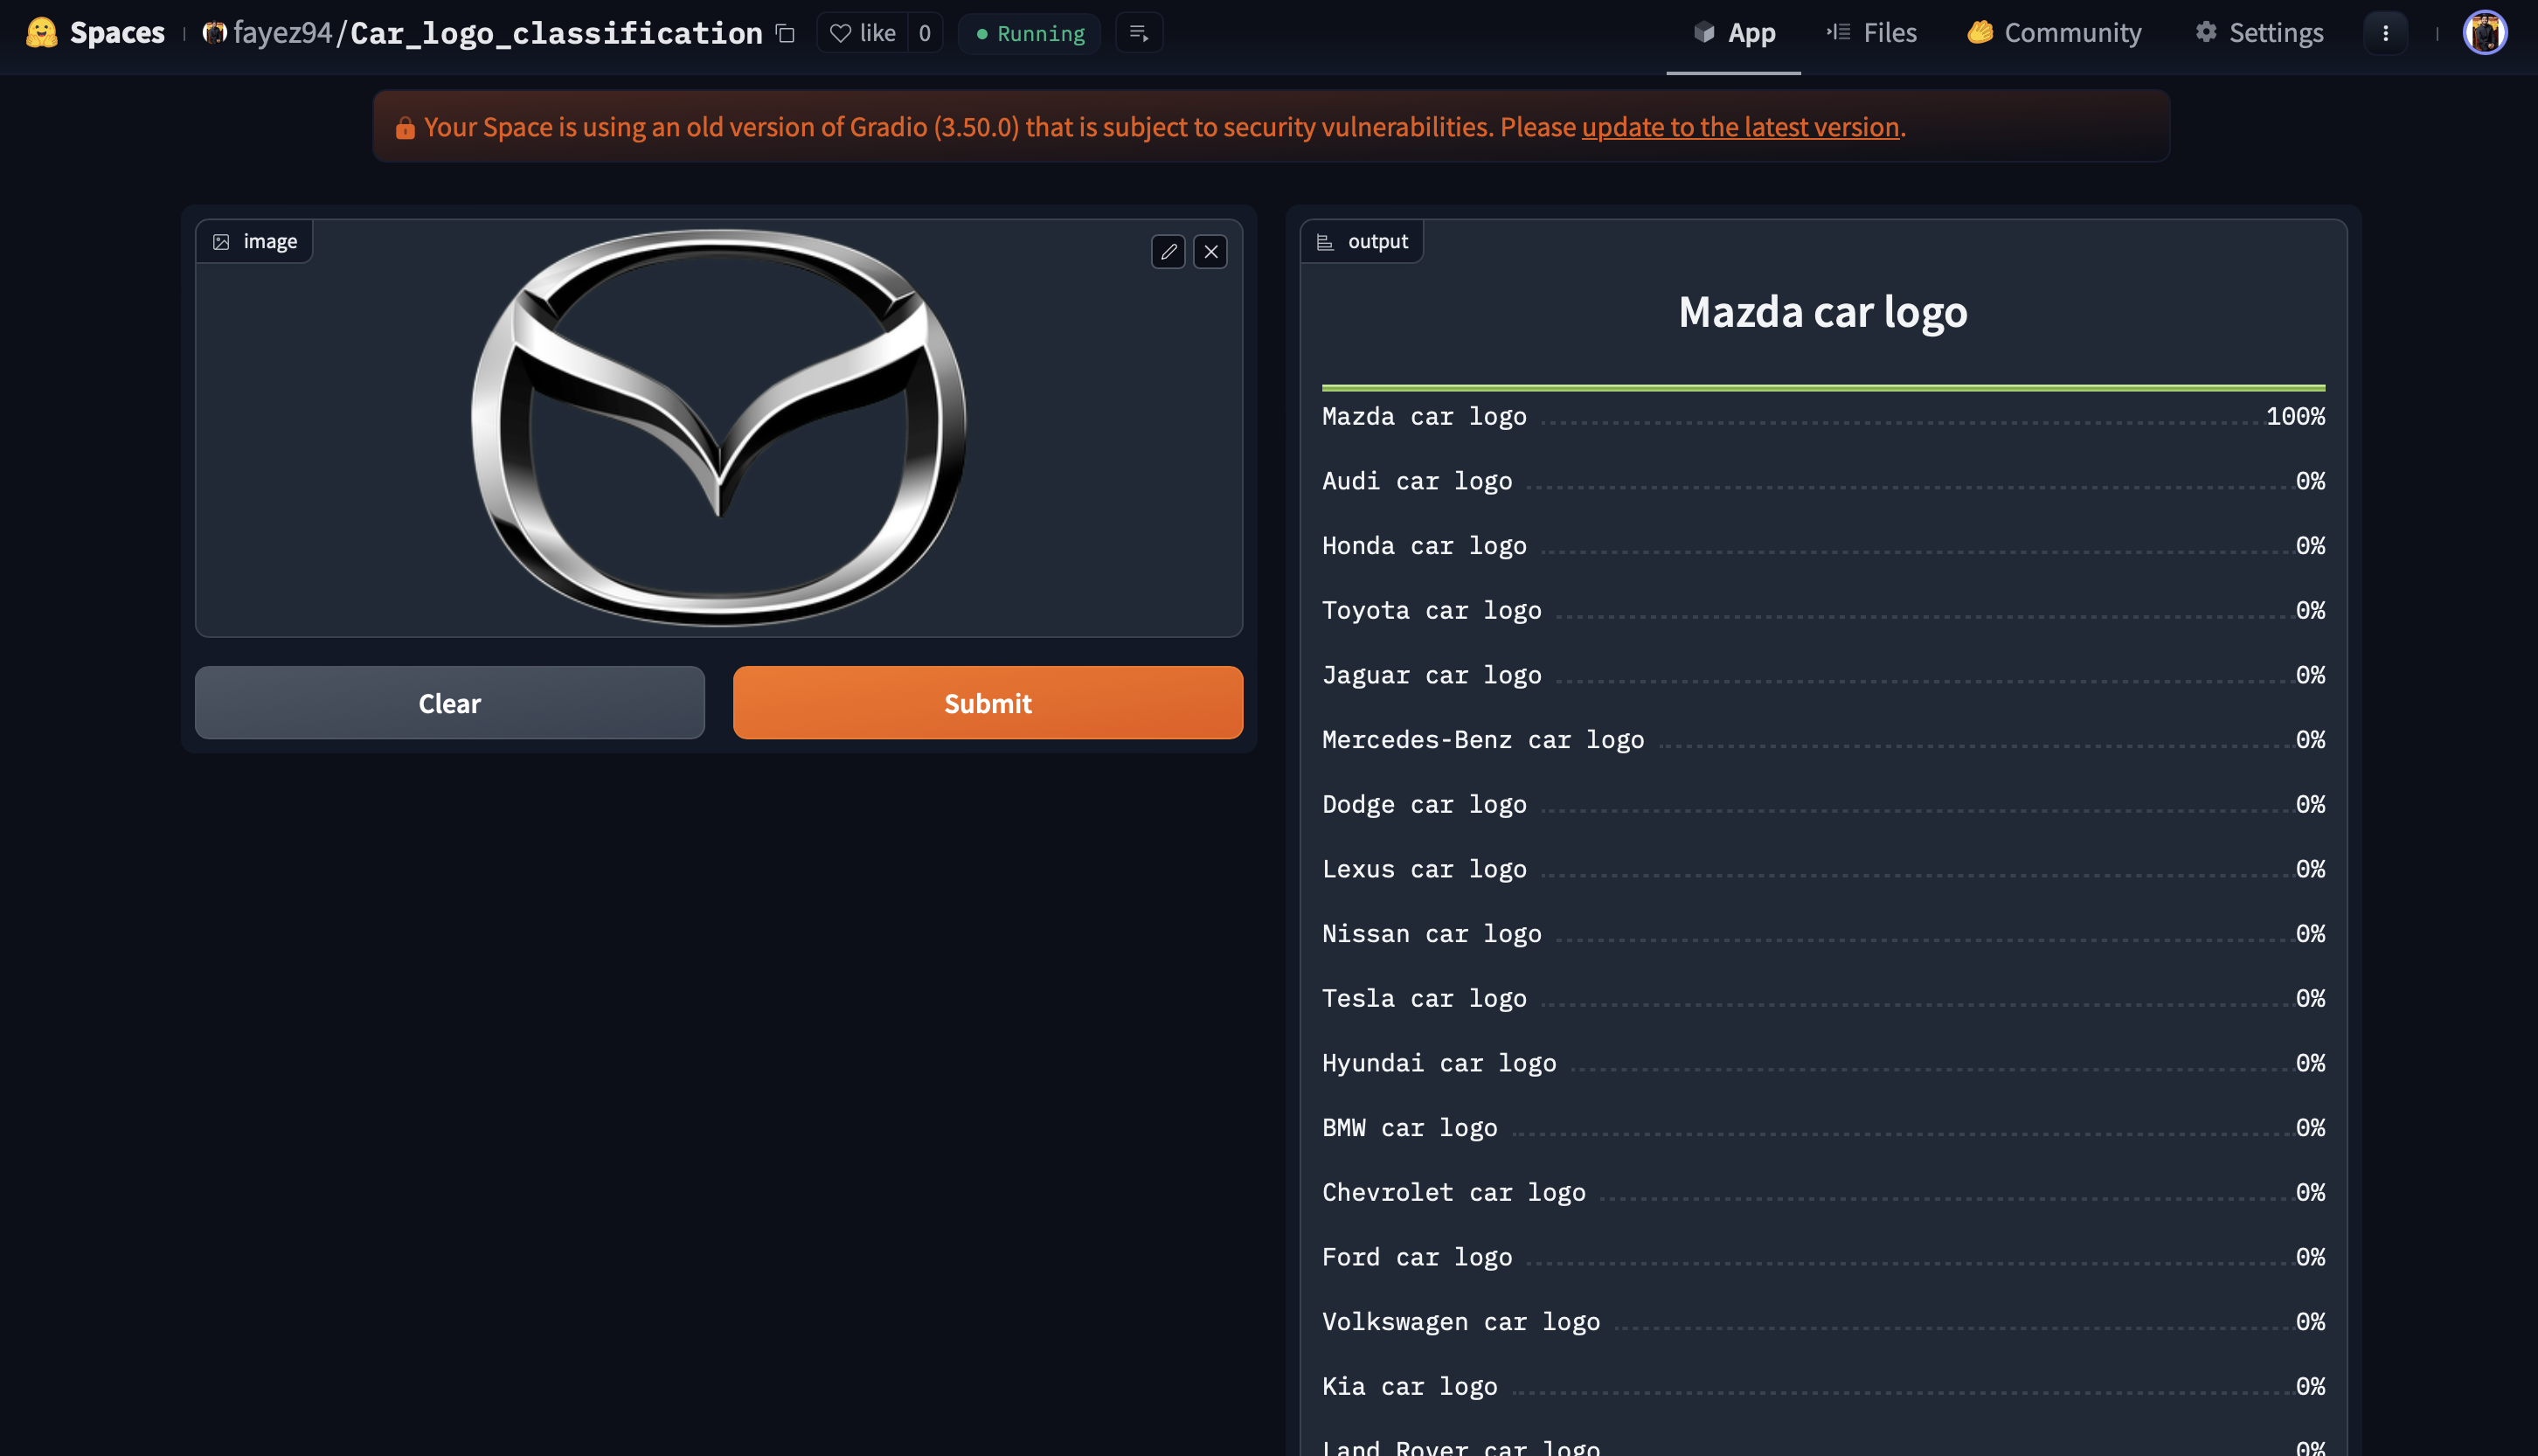 Spaces fayez94/Car_logo_classification like 0 Running App Files Community Settings
Your Space is using an old version of Gradio (3.50.0) that is subject to security vulnerabilities. Please update to the latest version.
image
Clear Submit
output
Mazda car logo
Mazda car logo 100%
Audi car logo 0%
Honda car logo 0%
Toyota car logo 0%
Jaguar car logo 0%
Mercedes-Benz car logo 0%
Dodge car logo 0%
Lexus car logo 0%
Nissan car logo 0%
Tesla car logo 0%
Hyundai car logo 0%
BMW car logo 0%
Chevrolet car logo 0%
Ford car logo 0%
Volkswagen car logo 0%
Kia car logo 0%
Land Rover car logo 0%